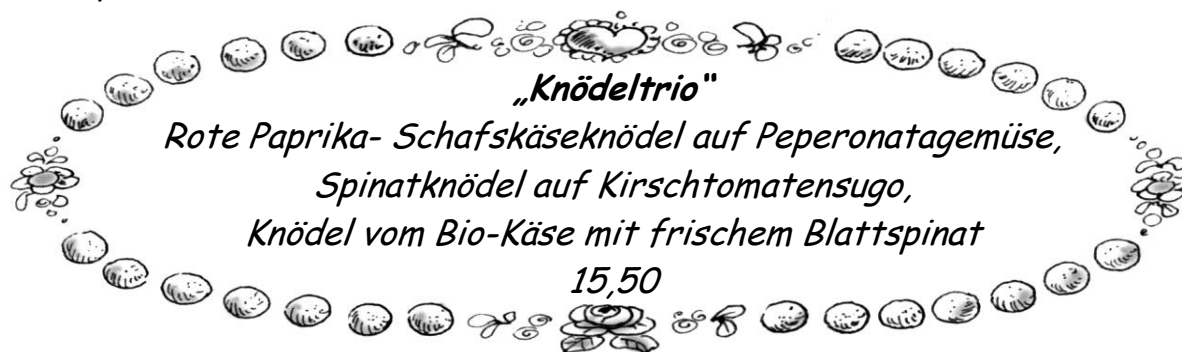 „Knödeltrio“
Rote Paprika- Schafskäseknödel auf Peperonatagemüse,
Spinatknödel auf Kirschtomatensugo,
Knödel vom Bio-Käse mit frischem Blattspinat
15,50